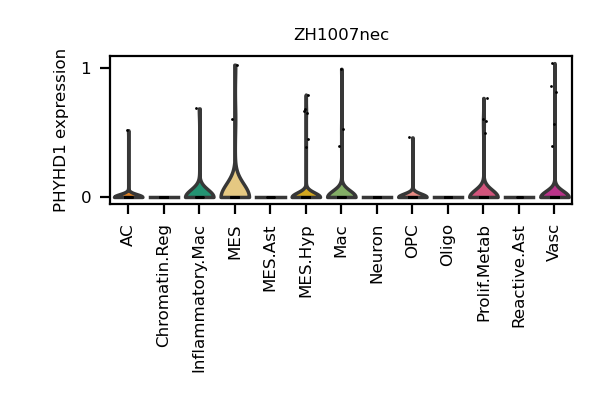 ZH1007nec
PHYHD1 expression
1
0
AC
Chromatin.Reg
Inflammatory.Mac
MES
MES.Ast
MES.Hyp
Mac
Neuron
OPC
Oligo
Prolif.Metab
Reactive.Ast
Vasc